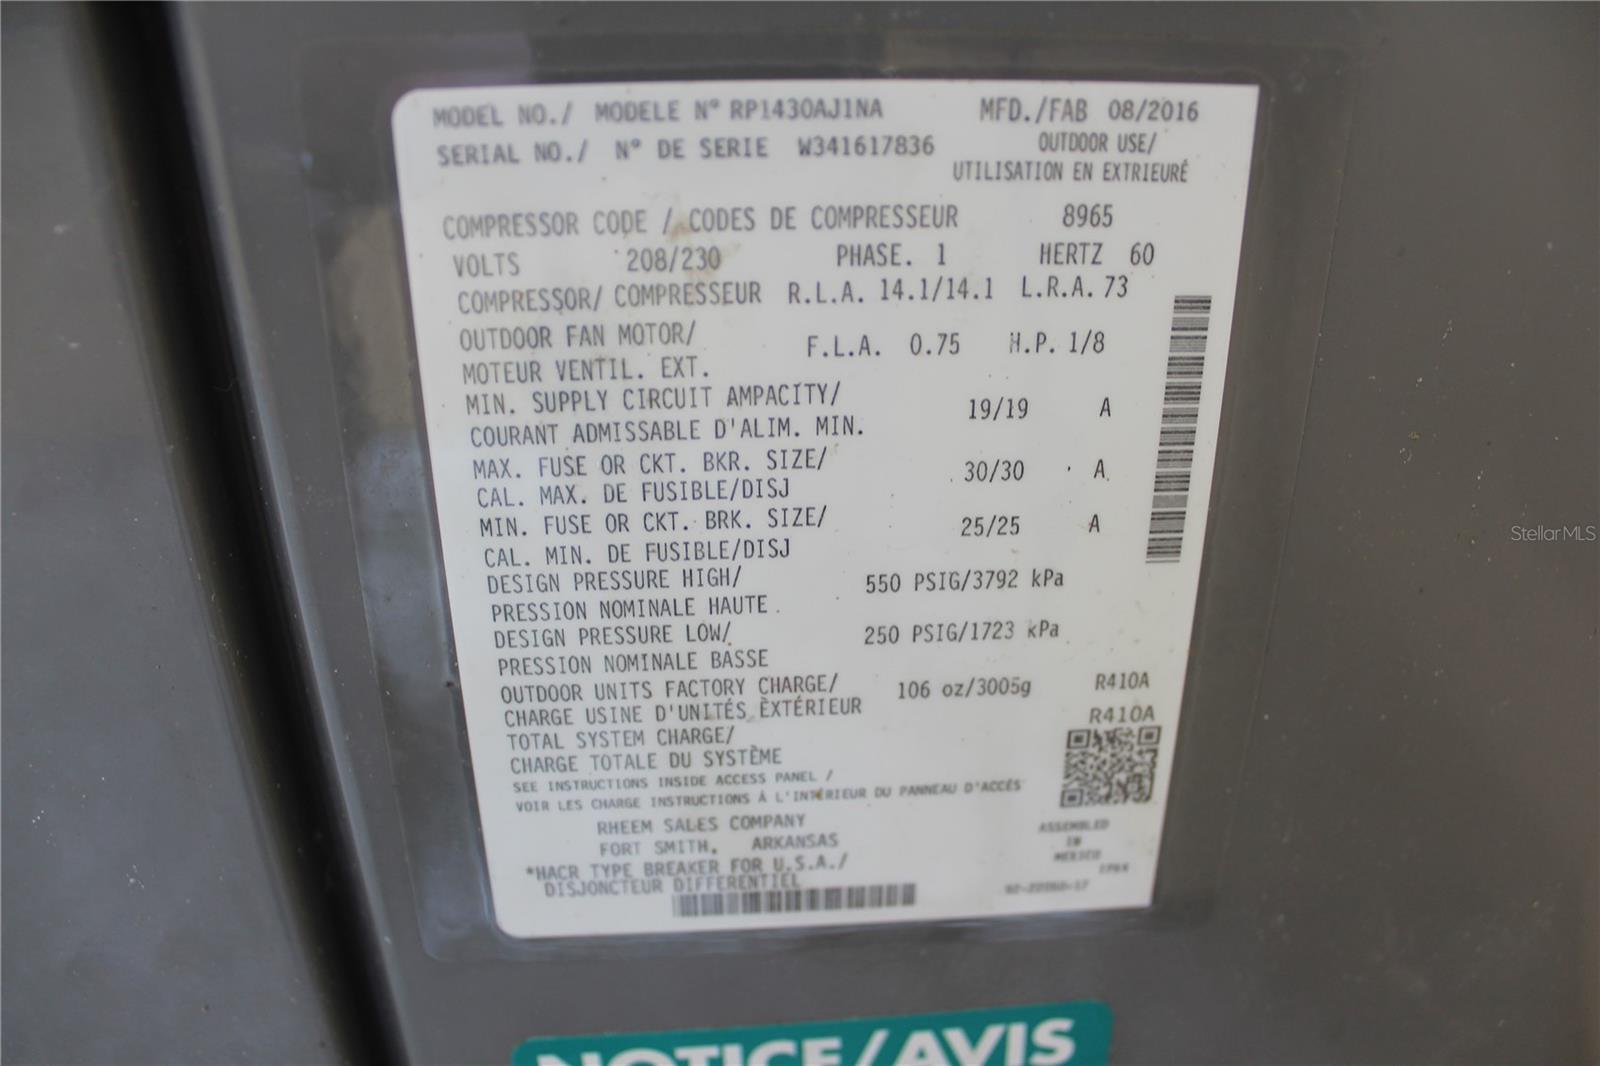 MODEL NO./ MODELE N° RP1430AJ1NA MFD./FAB 08/2016
SERIAL NO./ N° DE SERIE W341617836 OUTDOOR USE/
UTILISATION EN EXTRIEURÉ
COMPRESSOR CODE / CODES DE COMPRESSEUR 8965
VOLTS 208/230 PHASE. 1 HERTZ 60
COMPRESSOR/ COMPRESSEUR R.L.A. 14.1/14.1 L.R.A. 73
OUTDOOR FAN MOTOR/ F.L.A. 0.75 H.P. 1/8
MOTEUR VENTIL. EXT.
MIN. SUPPLY CIRCUIT AMPACITY/ 19/19 A
COURANT ADMISSABLE D'ALIM. MIN.
MAX. FUSE OR CKT. BKR. SIZE/ 30/30 A
CAL. MAX. DE FUSIBLE/DISJ
MIN. FUSE OR CKT. BRK. SIZE/ 25/25 A
CAL. MIN. DE FUSIBLE/DISJ
DESIGN PRESSURE HIGH/ 550 PSIG/3792 kPa
PRESSION NOMINALE HAUTE
DESIGN PRESSURE LOW/ 250 PSIG/1723 kPa
PRESSION NOMINALE BASSE
OUTDOOR UNITS FACTORY CHARGE/ 106 oz/3005g R410A
CHARGE USINE D'UNITÉS ÈXTÉRIEUR R410A
TOTAL SYSTEM CHARGE/
CHARGE TOTALE DU SYSTÈME
SEE INSTRUCTIONS INSIDE ACCESS PANEL /
VOIR LES CHARGE INSTRUCTIONS Á L'INTÉRIEUR DU PANNEAU D'ACCÉS
RHEEM SALES COMPANY
FORT SMITH, ARKANSAS
ASSEMBLED
IN
MEXICO
*HACR TYPE BREAKER FOR U.S.A./
DISJONCTEUR DIFFERENTIEL
NOTICE/AVIS
StellarMLS